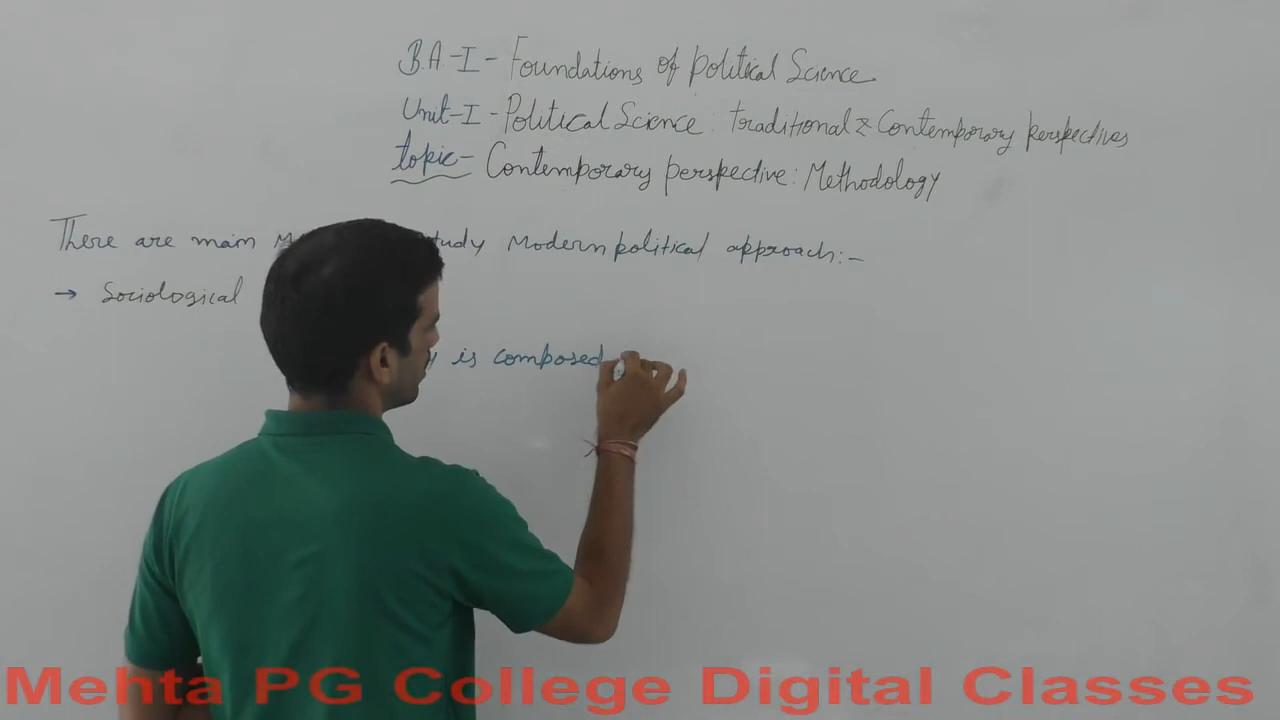 B.A.-I- Foundations of Political Science
Unit-I - Political Science: traditional & Contemporary perspectives
topic- Contemporary perspective: Methodology
There are main study Modern political approach:-
→ Sociological
is composed
Mehta PG College Digital Classes